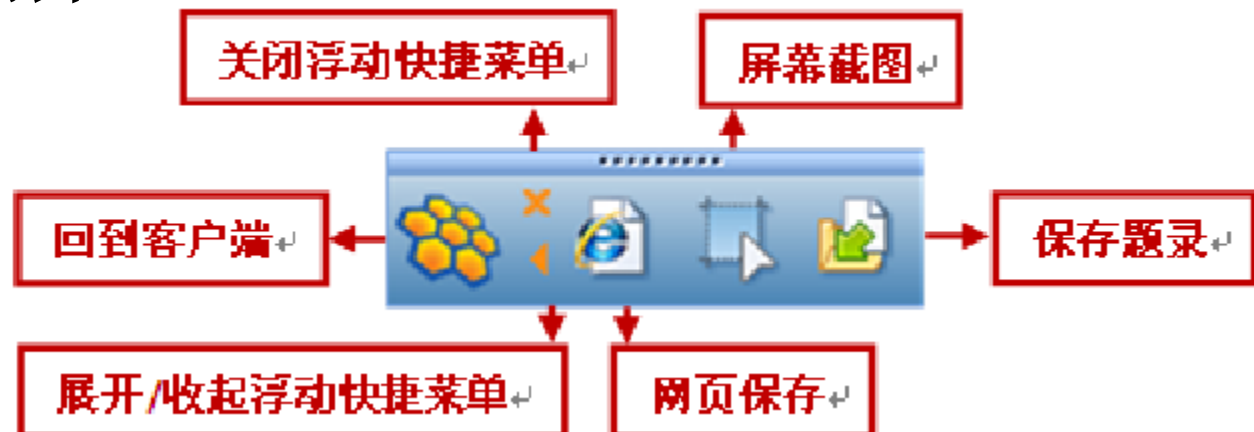 关闭浮动快捷菜单
屏幕截图
回到客户端
保存题录
展开/收起浮动快捷菜单
网页保存